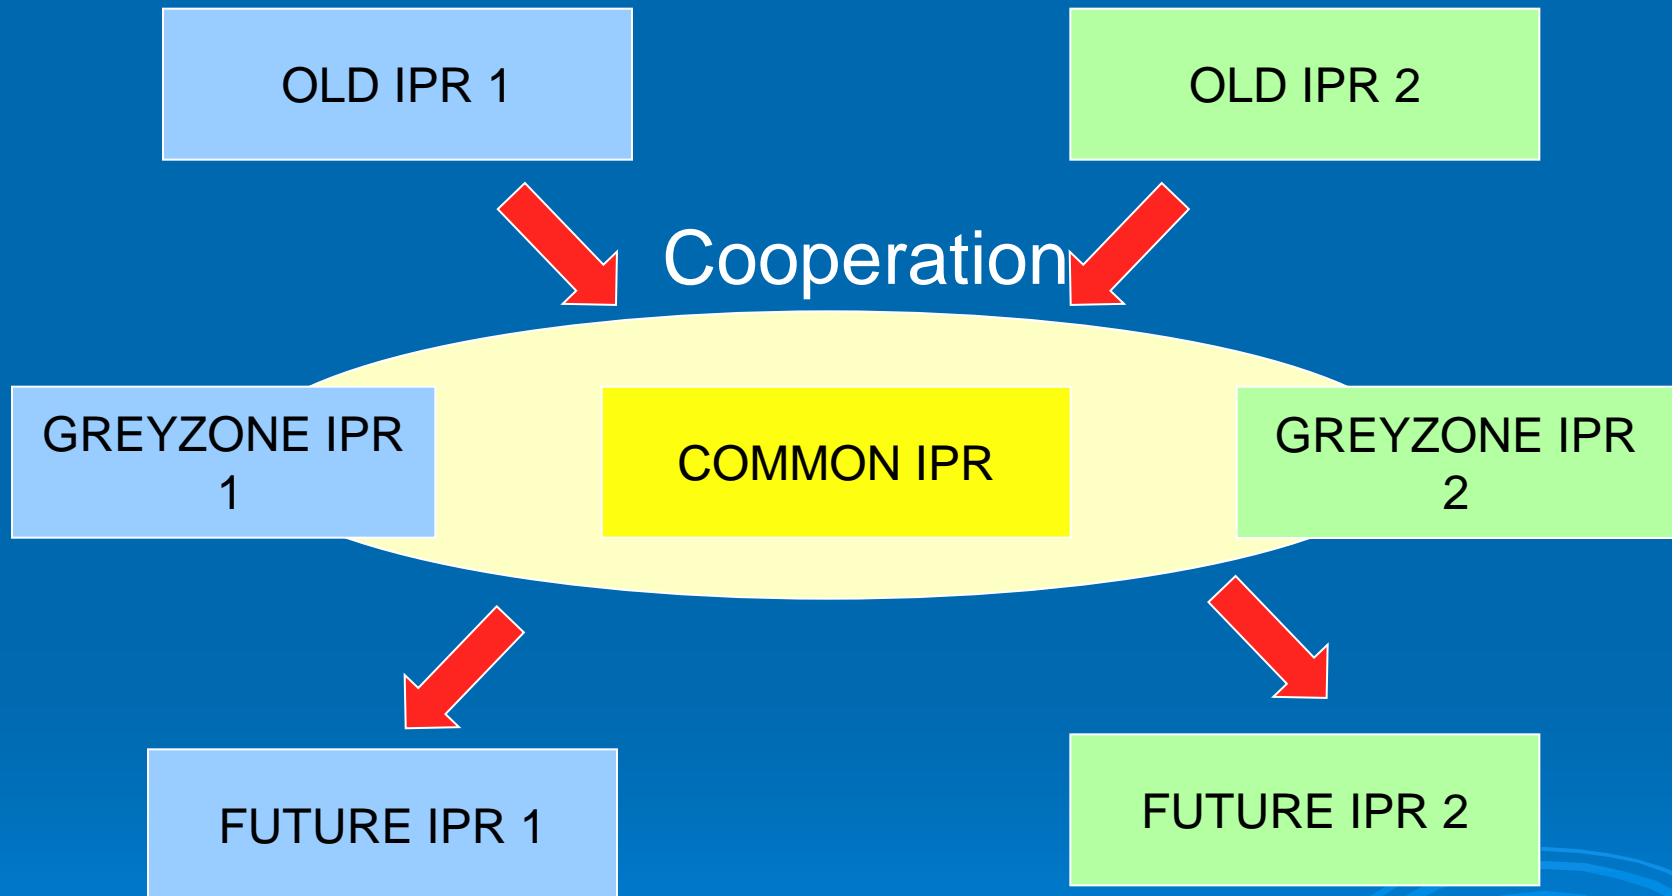 OLD IPR 1
OLD IPR 2
Cooperation
GREYZONE IPR
1
COMMON IPR
GREYZONE IPR
2
FUTURE IPR 1
FUTURE IPR 2